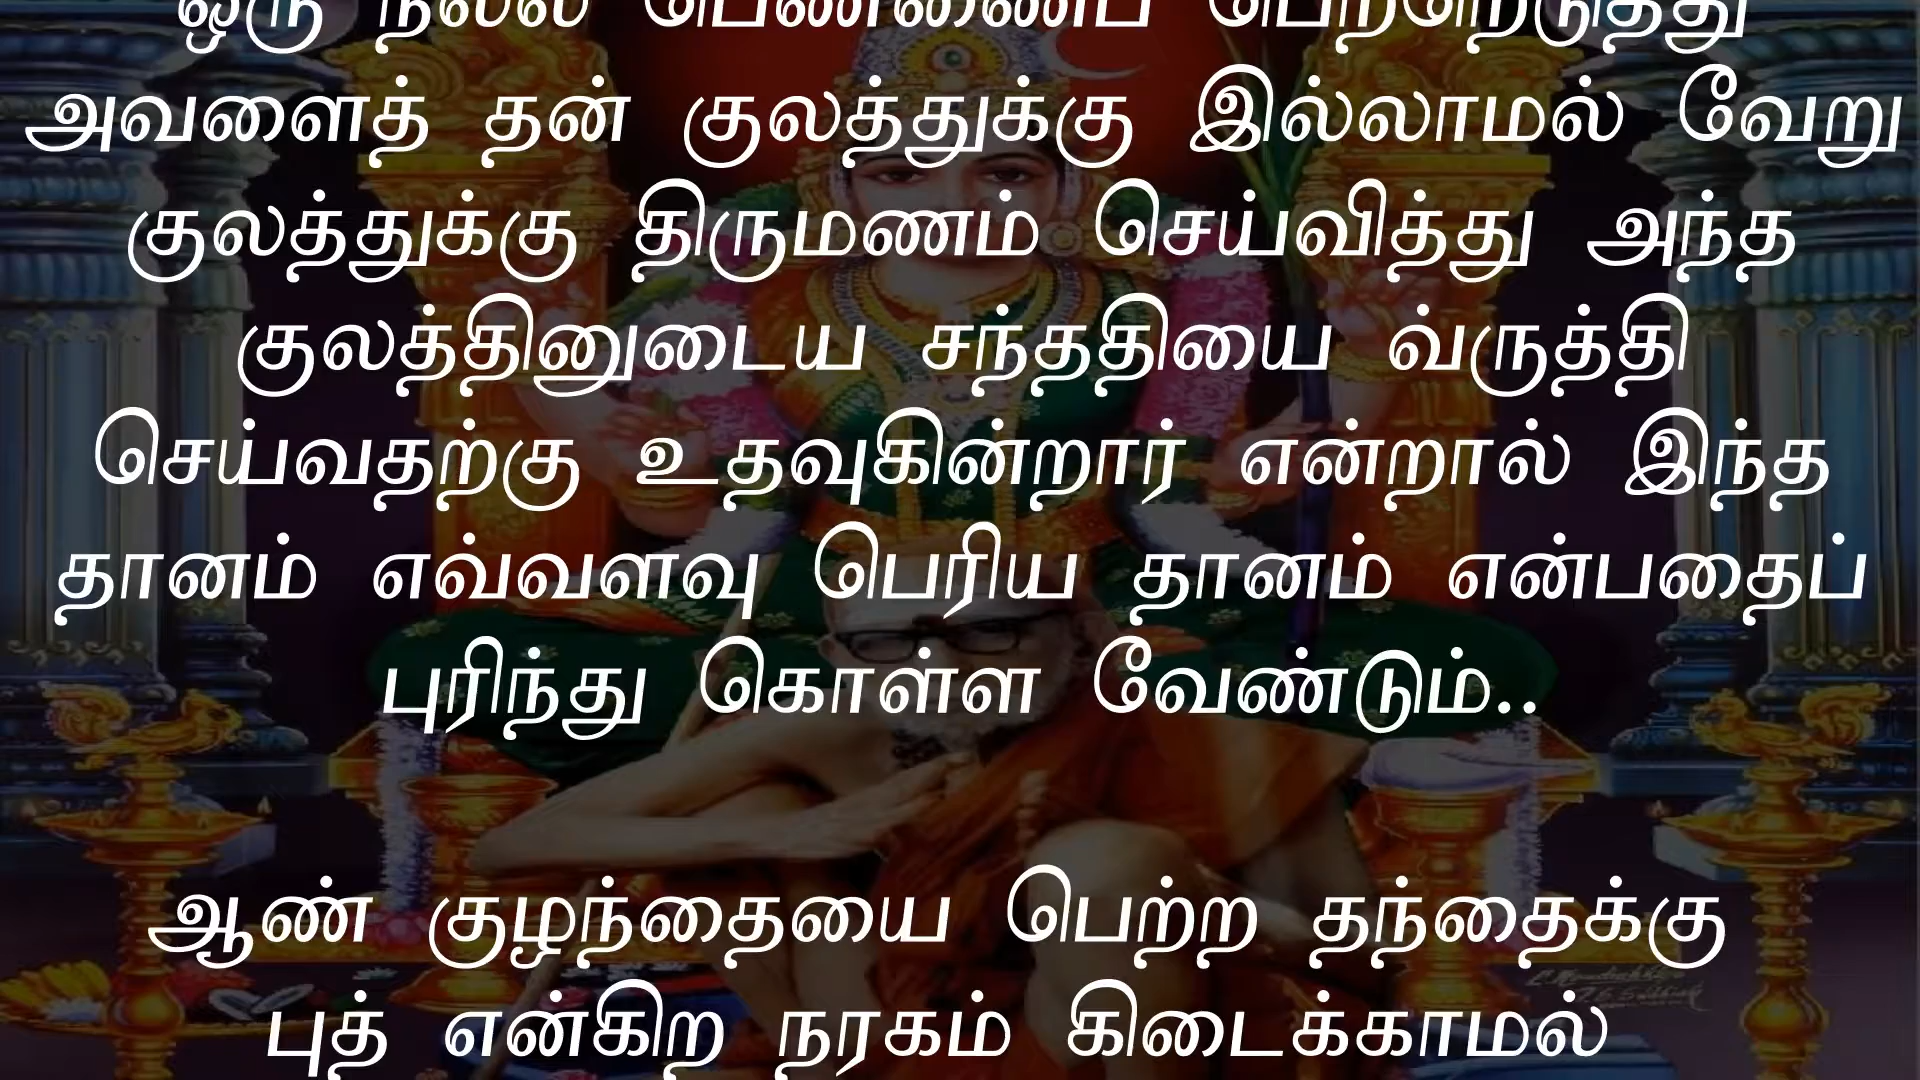 ஒரு நல்ல பெண்ணைப் பெற்றெடுத்து
அவளைத் தன் குலத்துக்கு இல்லாமல் வேறு
குலத்துக்கு திருமணம் செய்வித்து அந்த
குலத்தினுடைய சந்ததியை வ்ருத்தி
செய்வதற்கு உதவுகின்றார் என்றால் இந்த
தானம் எவ்வளவு பெரிய தானம் என்பதைப்
புரிந்து கொள்ள வேண்டும்..
ஆண் குழந்தையை பெற்ற தந்தைக்கு
புத் என்கிற நரகம் கிடைக்காமல்